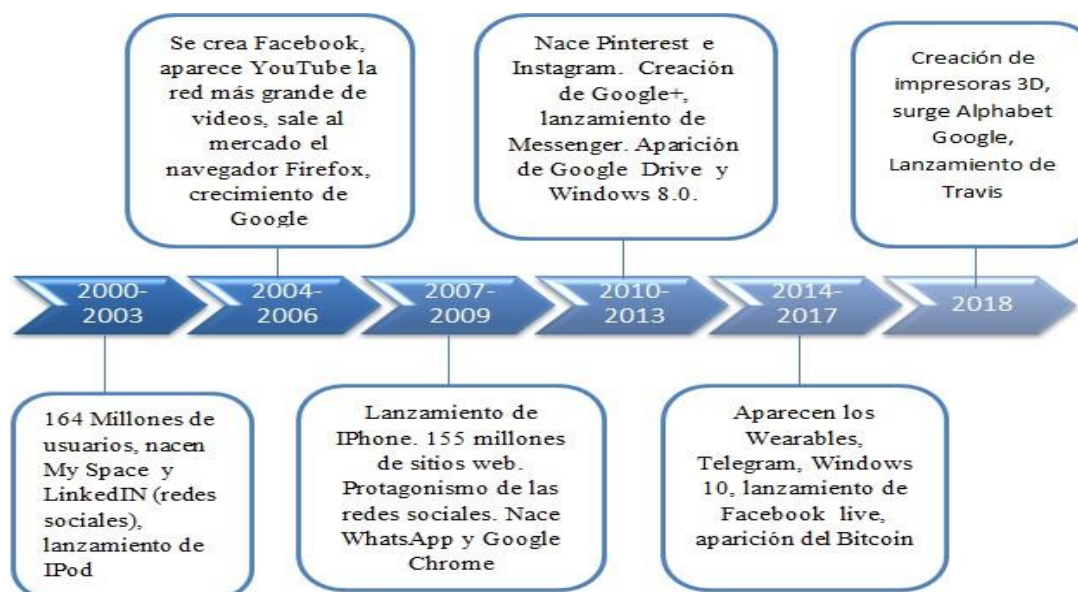 Se crea Facebook,
aparece YouTube la
red más grande de
videos, sale al
mercado el
navegador Firefox,
crecimiento de
Google
Nace Pinterest e
Instagram. Creación
de Google+,
lanzamiento de
Messenger. Aparición
de Google Drive y
Windows 8.0.
Creación de
impresoras 3D,
surge Alphabet
Google,
Lanzamiento de
Travis
2000-
2003
2004-
2006
2007-
2009
2010-
2013
2014-
2017
2018
164 Millones de
usuarios, nacen
My Space y
LinkedIN (redes
sociales),
lanzamiento de
IPod
Lanzamiento de
IPhone. 155 millones
de sitios web.
Protagonismo de las
redes sociales. Nace
WhatsApp y Google
Chrome
Aparecen los
Wearables,
Telegram, Windows
10, lanzamiento de
Facebook live,
aparición del Bitcoin